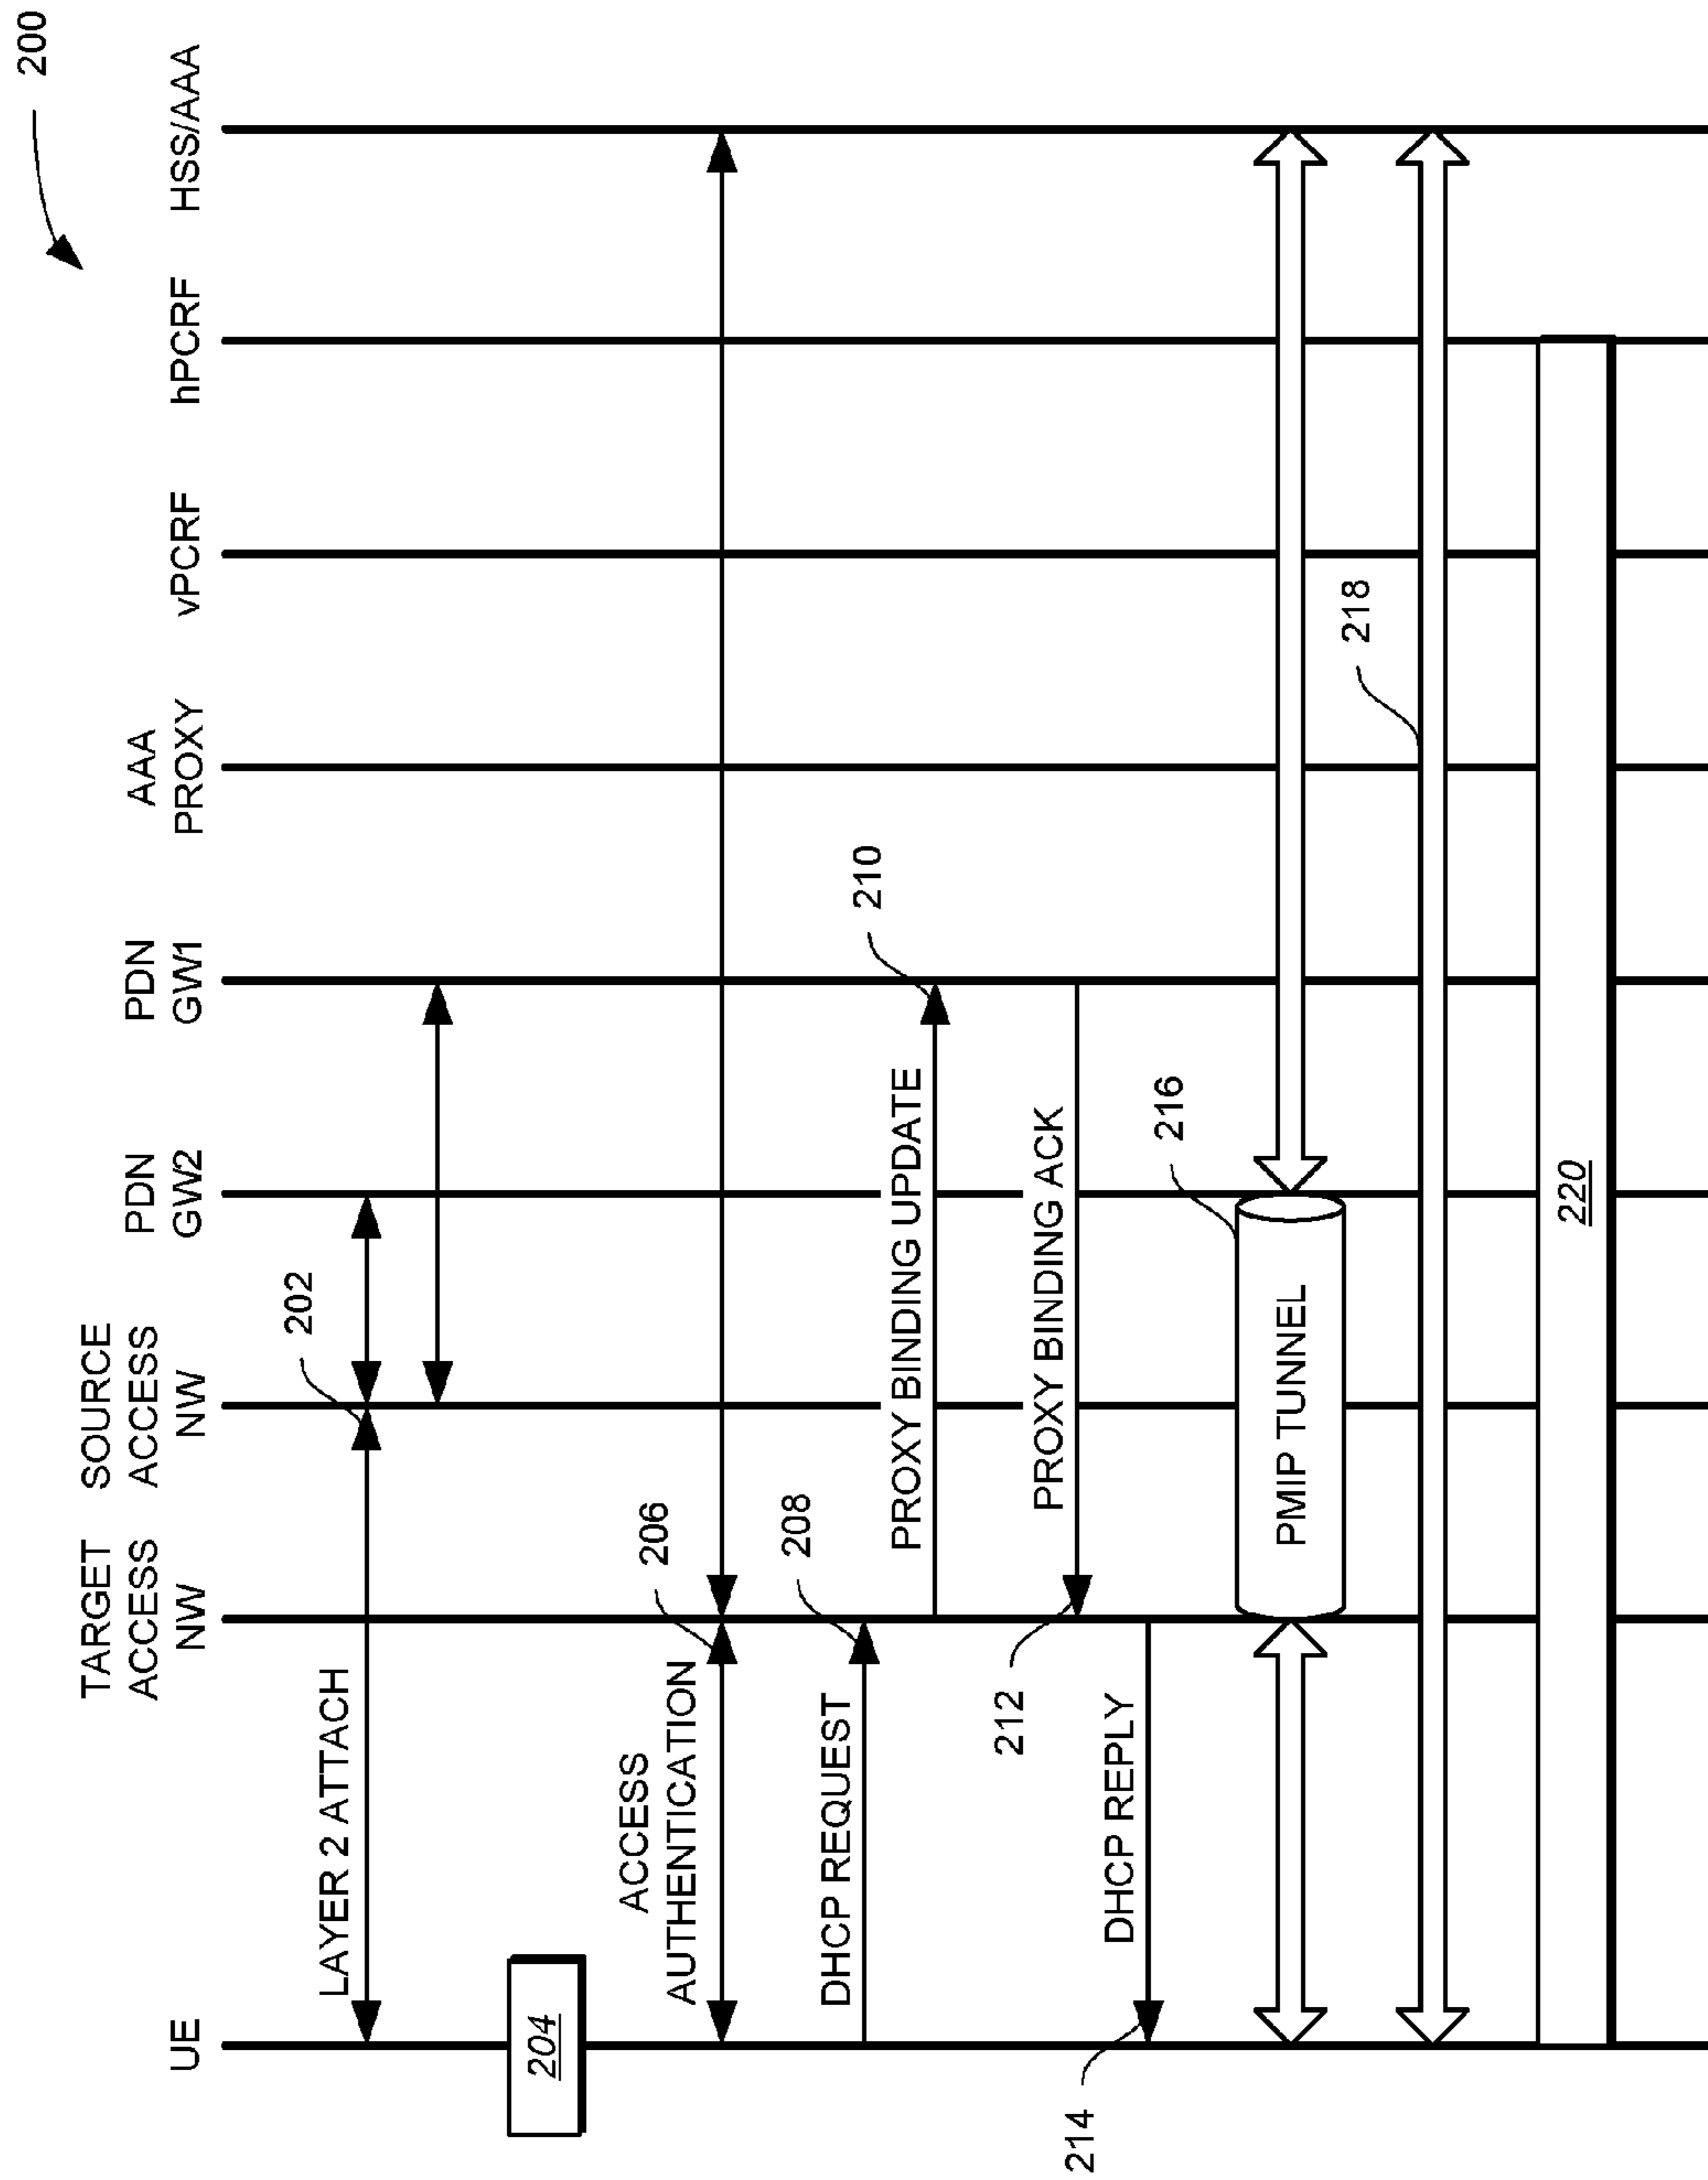 200
UE
TARGET
ACCESS
NW
SOURCE
ACCESS
NW
PDN
GW2
PDN
GW1
AAA
PROXY
vPCRF
hPCRF
HSS/AAA
LAYER 2 ATTACH
202
204
ACCESS
AUTHENTICATION
206
DHCP REQUEST
208
PROXY BINDING UPDATE
210
PROXY BINDING ACK
212
DHCP REPLY
214
PMIP TUNNEL
216
218
220